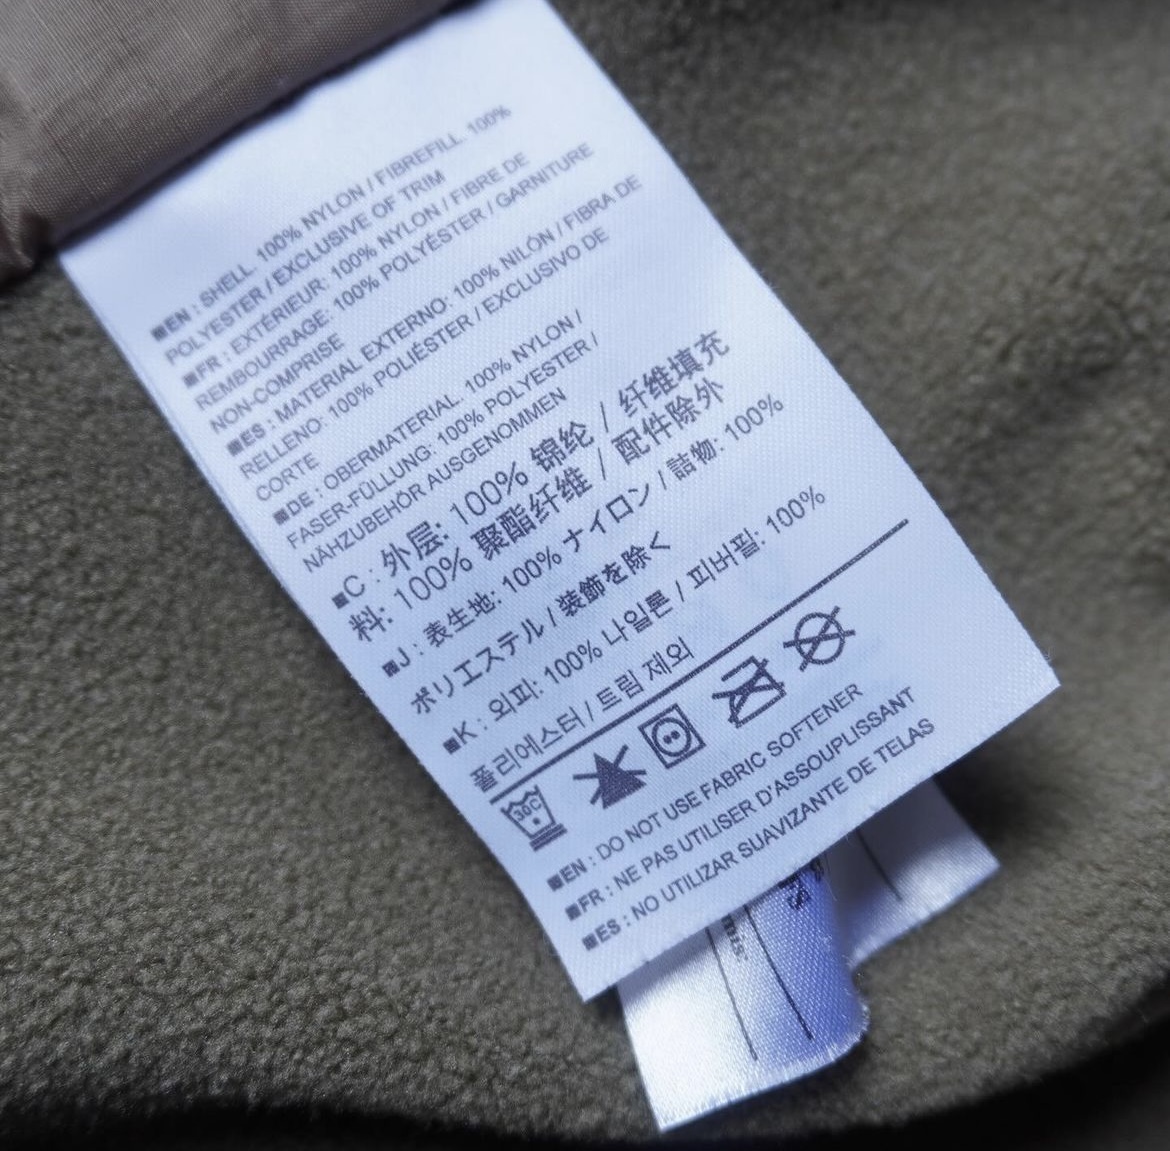 ■EN : SHELL. 100% NYLON / FIBREFILL. 100%
POLYESTER / EXCLUSIVE OF TRIM
■FR : EXTERIEUR: 100% NYLON / FIBRE DE
REMBOURRAGE: 100% POLYÉSTER / GARNITURE
NON-COMPRISE
■ES : MATERIAL EXTERNO: 100% NILÓN / FIBRA DE
RELLENO: 100% POLIÉSTER / EXCLUSIVO DE
CORTE
■DE : OBERMATERIAL. 100% NYLON /
FASER-FÜLLUNG: 100% POLYESTER /
NÄHZUBEHÖR AUSGENOMMEN
■C : 外层: 100% 锦纶 / 纤维填充
料: 100% 聚酯纤维 / 配件除外
■J : 表生地: 100% ナイロン / 詰物: 100%
ポリエステル / 装飾を除く
■K : 외피: 100% 나일론 / 피버필: 100%
폴리에스터 / 트림 제외
30C
■EN : DO NOT USE FABRIC SOFTENER
■FR : NE PAS UTILISER D'ASSOUPLISSANT
■ES : NO UTILIZAR SUAVIZANTE DE TELAS